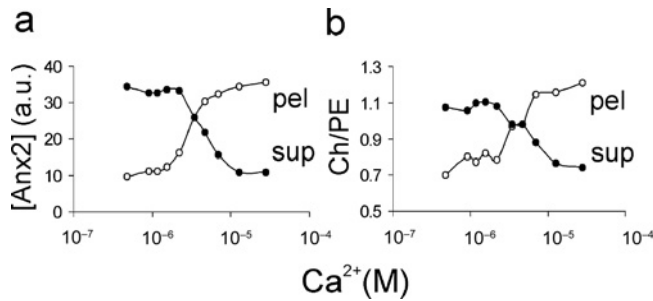 a
b
[Anx2] (a.u.)
40
30
20
10
0
pel
sup
10⁻⁷
10⁻⁶
10⁻⁵
10⁻⁴
Ch/PE
1.3
1.1
0.9
0.7
0.5
pel
sup
10⁻⁷
10⁻⁶
10⁻⁵
10⁻⁴
Ca²⁺(M)